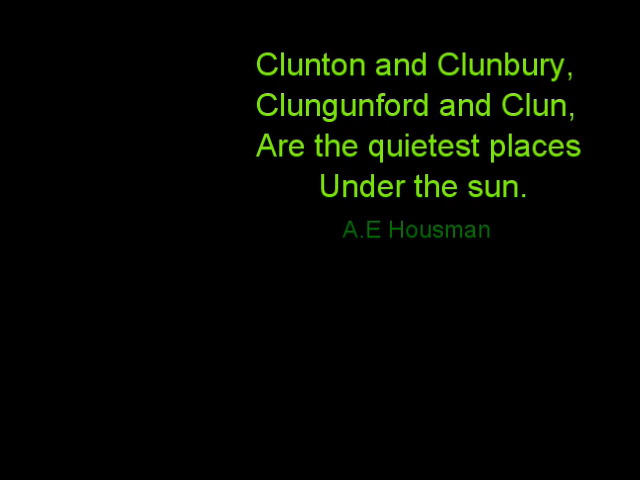 Clunton and Clunbury,
Clungunford and Clun,
Are the quietest places
Under the sun.
A.E Housman